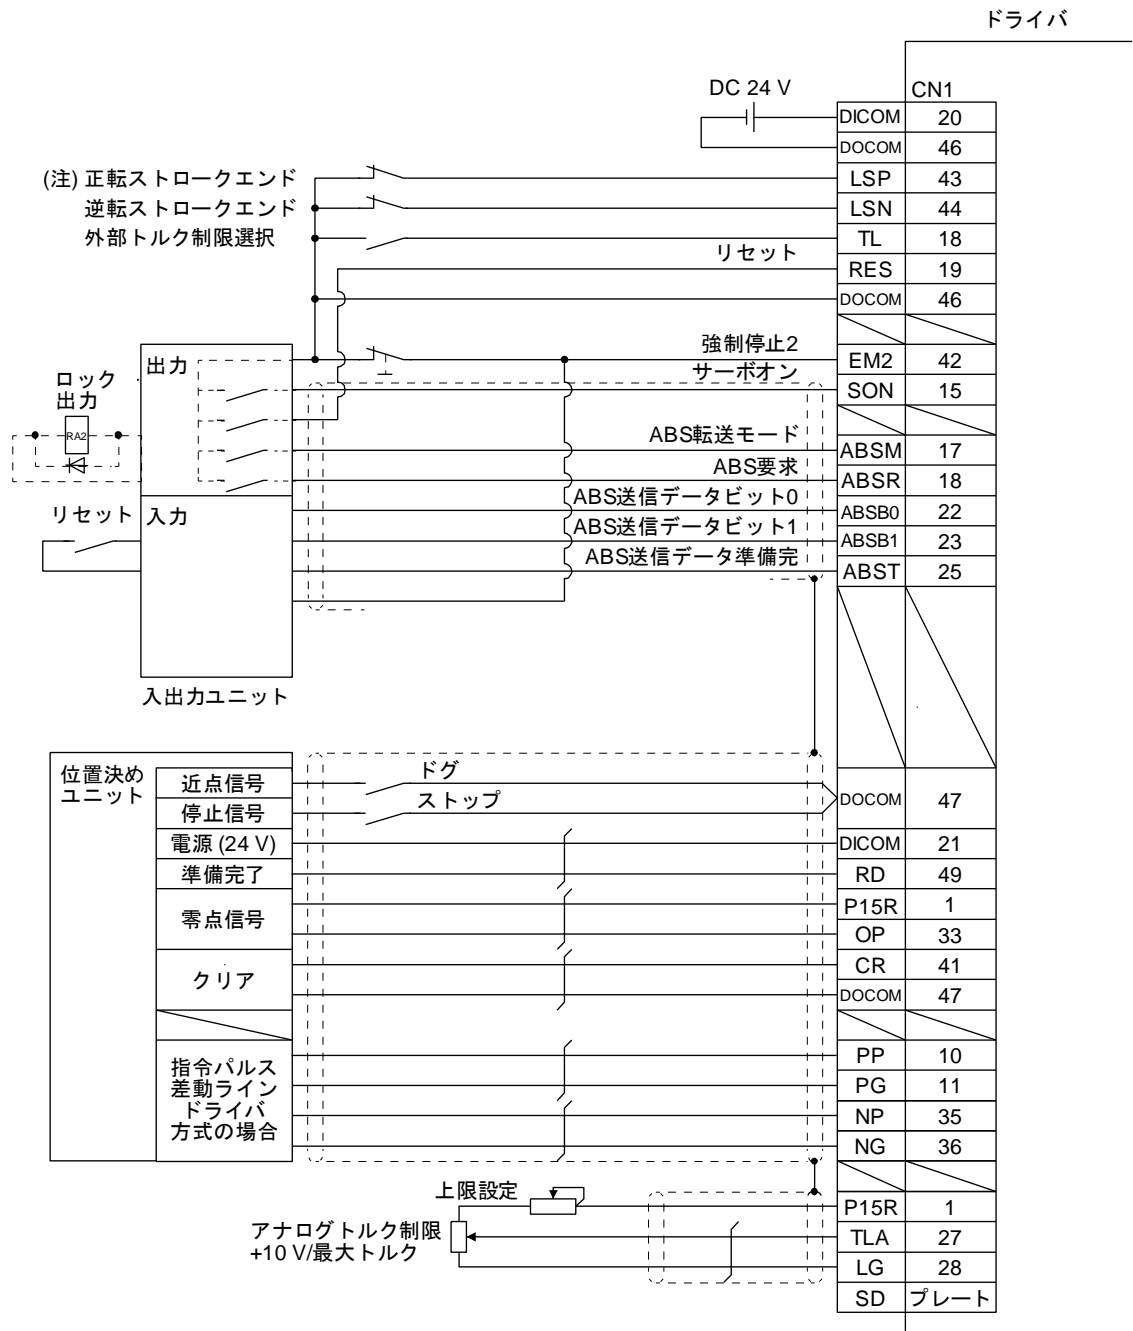 ドライバ
DC 24 V
CN1
DICOM 20
DOCOM 46
(注) 正転ストロークエンド LSP 43
逆転ストロークエンド LSN 44
外部トルク制限選択 TL 18
リセット RES 19
DOCOM 46
出力 強制停止2 EM2 42
サーボオン SON 15
ロック
出力
RA2
ABS転送モード ABSM 17
ABS要求 ABSR 18
ABS送信データビット0 ABSB0 22
リセット 入力
ABS送信データビット1 ABSB1 23
ABS送信データ準備完 ABST 25
入出力ユニット
位置決め
ユニット
近点信号 ドグ
停止信号 ストップ
DOCOM 47
電源 (24 V) DICOM 21
準備完了 RD 49
零点信号
P15R 1
OP 33
クリア
CR 41
DOCOM 47
指令パルス
差動ライン
ドライバ
方式の場合
PP 10
PG 11
NP 35
NG 36
上限設定 P15R 1
アナログトルク制限
+10 V/最大トルク
TLA 27
LG 28
SD プレート